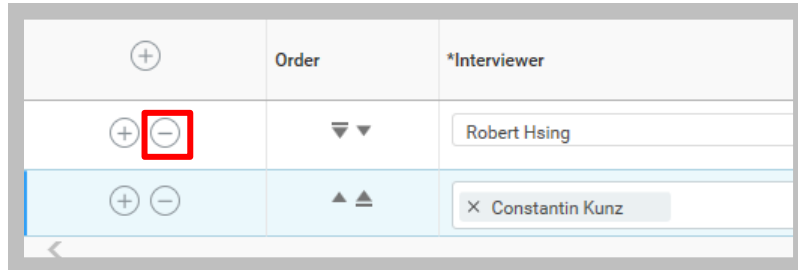 Order *Interviewer
Robert Hsing
× Constantin Kunz